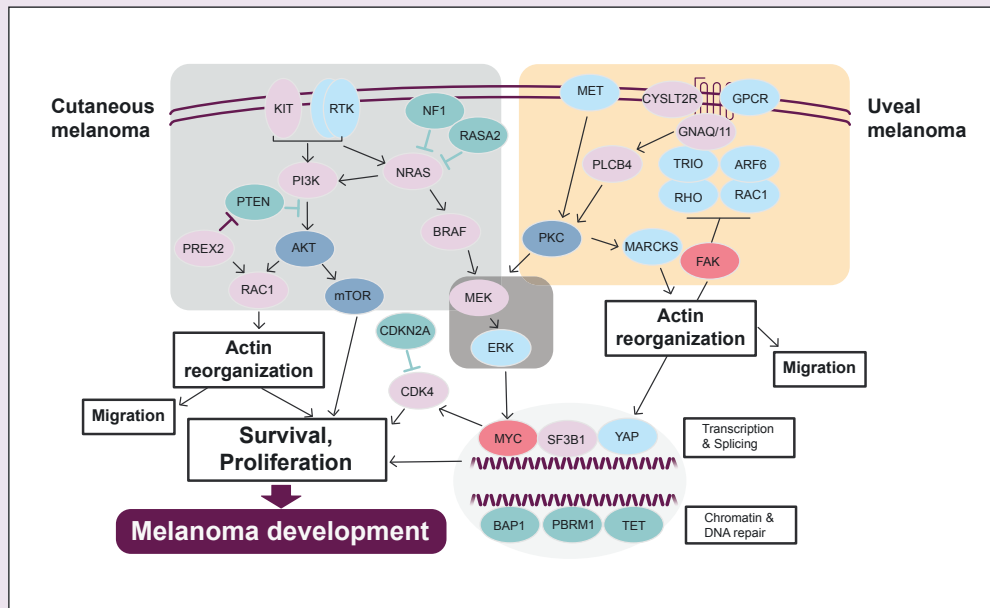 Cutaneous
melanoma
KIT
RTK
NF1
RASA2
PI3K
NRAS
PTEN
PREX2
AKT
BRAF
RAC1
mTOR
MET
CYSLT2R
GPCR
GNAQ/11
PLCB4
TRIO
ARF6
RHO
RAC1
PKC
MARCKS
FAK
Uveal
melanoma
MEK
ERK
CDKN2A
CDK4
Actin
reorganization
Migration
Actin
reorganization
Migration
Survival,
Proliferation
Melanoma development
MYC
SF3B1
YAP
Transcription
& Splicing
BAP1
PBRM1
TET
Chromatin &
DNA repair